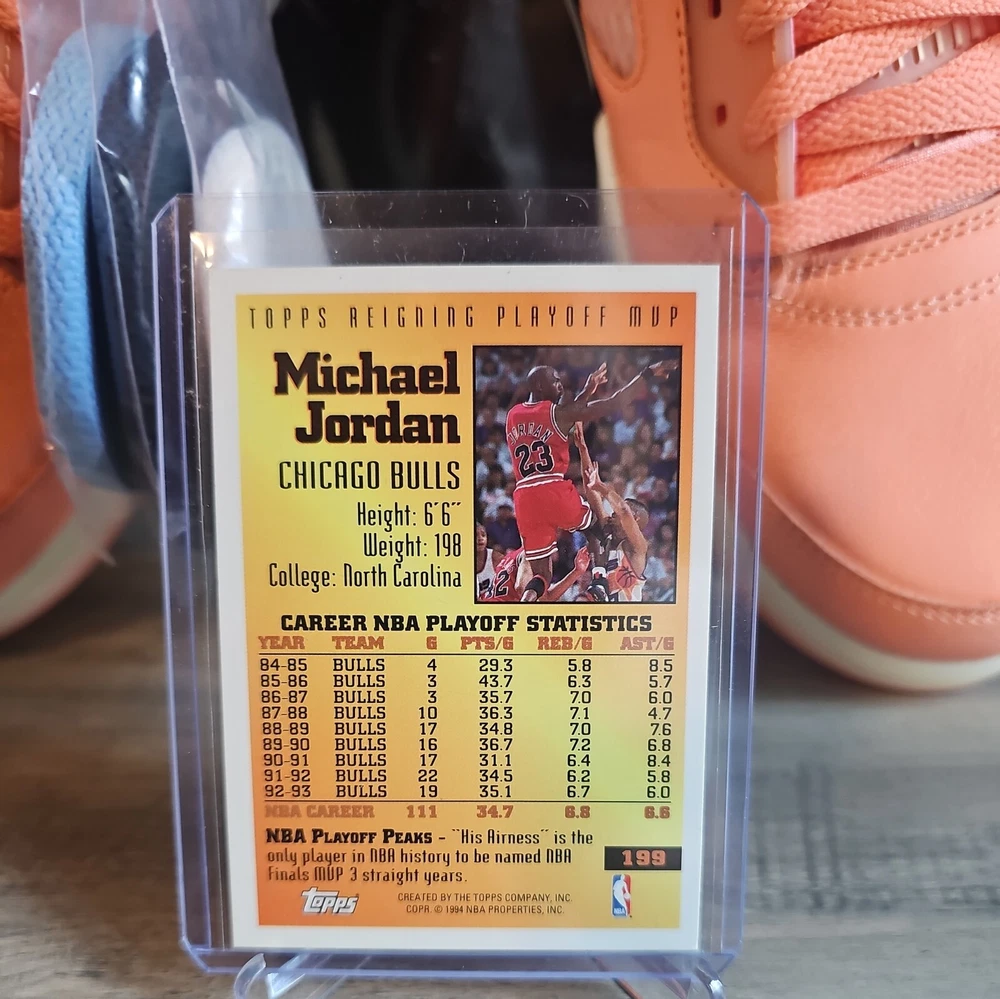 TOPPS REIGNING PLAYOFF MVP
Michael
Jordan
CHICAGO BULLS
Height: 6'6"
Weight: 198
College: North Carolina
JORDAN
23
32
CAREER NBA PLAYOFF STATISTICS
YEAR TEAM G PTS/G REB/G AST/G
84-85 BULLS 4 29.3 5.8 8.5
85-86 BULLS 3 43.7 6.3 5.7
86-87 BULLS 3 35.7 7.0 6.0
87-88 BULLS 10 36.3 7.1 4.7
88-89 BULLS 17 34.8 7.0 7.6
89-90 BULLS 16 36.7 7.2 6.8
90-91 BULLS 17 31.1 6.4 8.4
91-92 BULLS 22 34.5 6.2 5.8
92-93 BULLS 19 35.1 6.7 6.0
NBA CAREER 111 34.7 6.8 6.6
NBA PLAYOFF PEAKS - "His Airness" is the
only player in NBA history to be named NBA
Finals MVP 3 straight years.
199
TOPPS
CREATED BY THE TOPPS COMPANY, INC.
COPR. © 1994 NBA PROPERTIES, INC.
NBA